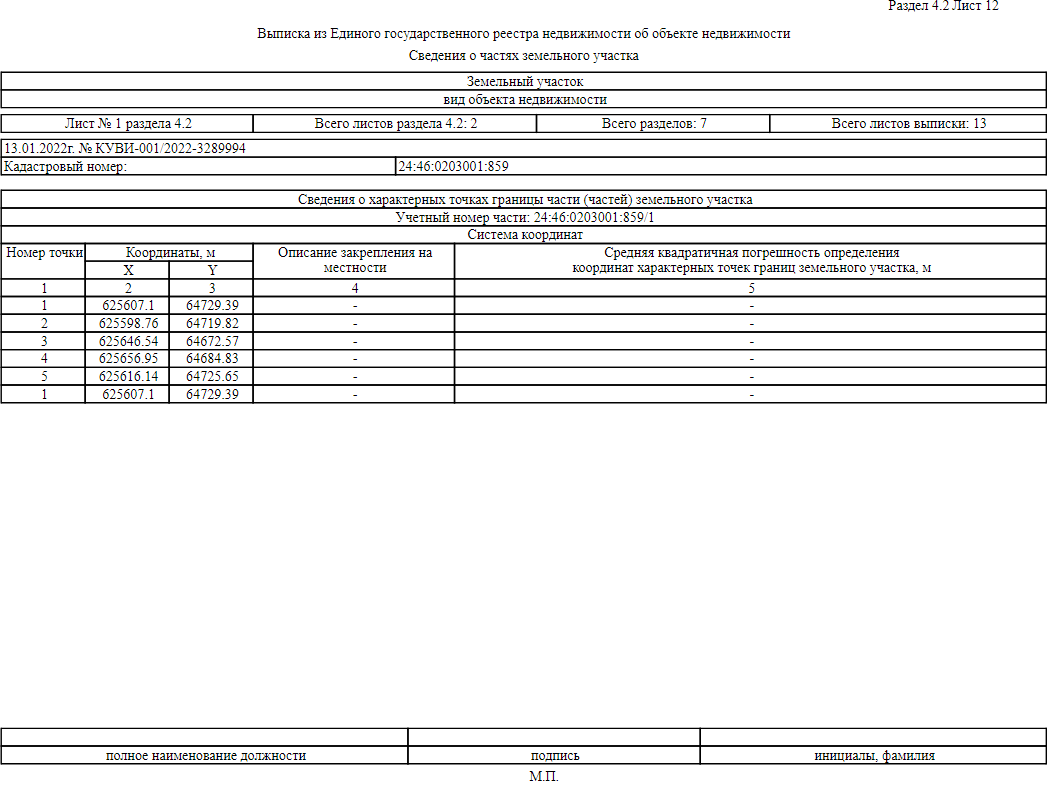 Раздел 4.2 Лист 12
Выписка из Единого государственного реестра недвижимости об объекте недвижимости
Сведения о частях земельного участка
Земельный участок
вид объекта недвижимости
Лист № 1 раздела 4.2 Всего листов раздела 4.2: 2 Всего разделов: 7 Всего листов выписки: 13
13.01.2022г. № КУВИ-001/2022-3289994
Кадастровый номер: 24:46:0203001:859
Сведения о характерных точках границы части (частей) земельного участка
Учетный номер части: 24:46:0203001:859/1
Система координат
Номер точки Координаты, м Описание закрепления на местности Средняя квадратичная погрешность определения координат характерных точек границ земельного участка, м
X Y
1 2 3 4 5
1 625607.1 64729.39 - -
2 625598.76 64719.82 - -
3 625646.54 64672.57 - -
4 625656.95 64684.83 - -
5 625616.14 64725.65 - -
1 625607.1 64729.39 - -
полное наименование должности подпись инициалы, фамилия
М.П.